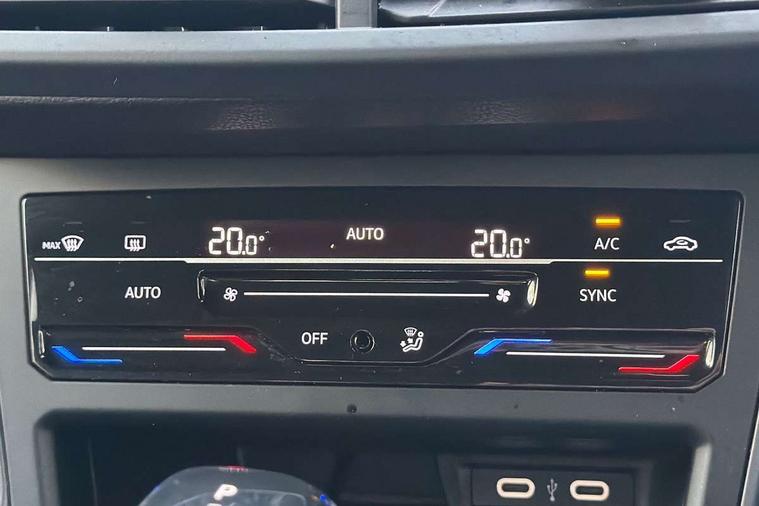 20.0° AUTO 20.0°
MAX A/C
AUTO SYNC
OFF
P